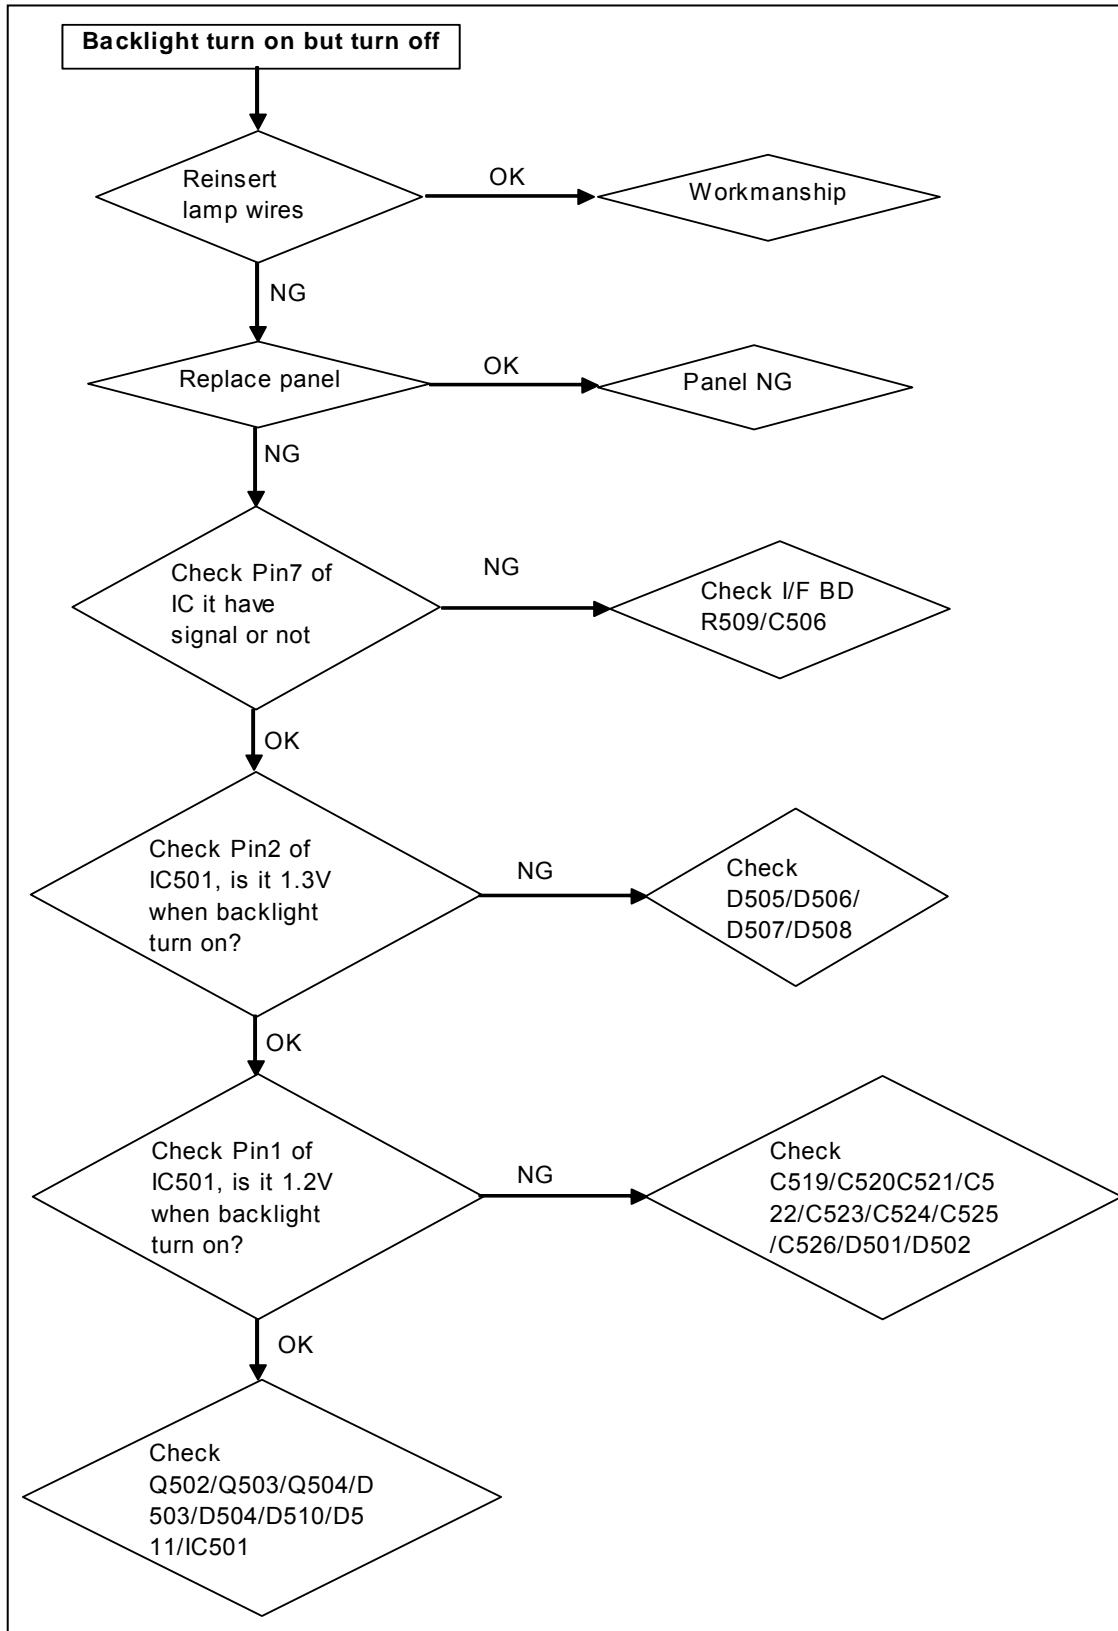 Backlight turn on but turn off
Reinsert
lamp wires
OK
Workmanship
NG
Replace panel
OK
Panel NG
NG
Check Pin7 of
IC it have
signal or not
NG
Check I/F BD
R509/C506
OK
Check Pin2 of
IC501, is it 1.3V
when backlight
turn on?
NG
Check
D505/D506/
D507/D508
OK
Check Pin1 of
IC501, is it 1.2V
when backlight
turn on?
NG
Check
C519/C520C521/C5
22/C523/C524/C525
/C526/D501/D502
OK
Check
Q502/Q503/Q504/D
503/D504/D510/D5
11/IC501